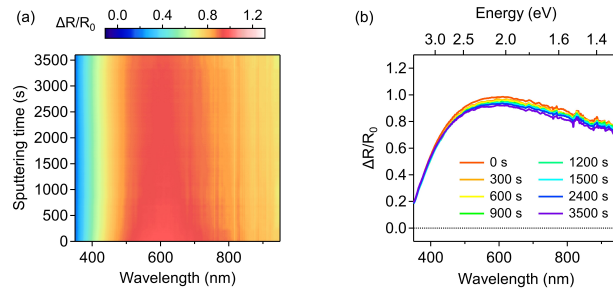 (a)
ΔR/R0
0.0 0.4 0.8 1.2
Sputtering time (s)
3500
3000
2500
2000
1500
1000
500
0
400 600 800
Wavelength (nm)
(b)
Energy (eV)
3.0 2.5 2.0 1.6 1.4
ΔR/R0
1.2
1.0
0.8
0.6
0.4
0.2
0.0
0 s 1200 s
300 s 1500 s
600 s 2400 s
900 s 3500 s
400 600 800
Wavelength (nm)